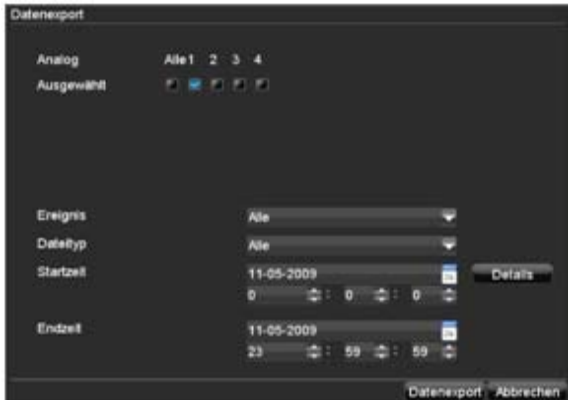 Datenexport
Analog Alle 1 2 3 4
Ausgewählt
Ereignis Alle
Dateityp Alle
Startzeit 11-05-2009 Details
0 : 0 : 0
Endzeit 11-05-2009
23 : 59 : 59
Datenexport Abbrechen